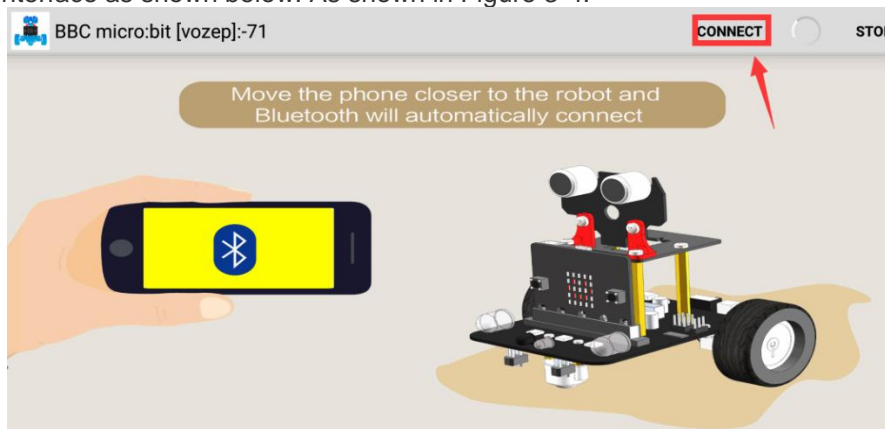 BBC micro:bit [vozep]:-71
CONNECT
Move the phone closer to the robot and
Bluetooth will automatically connect